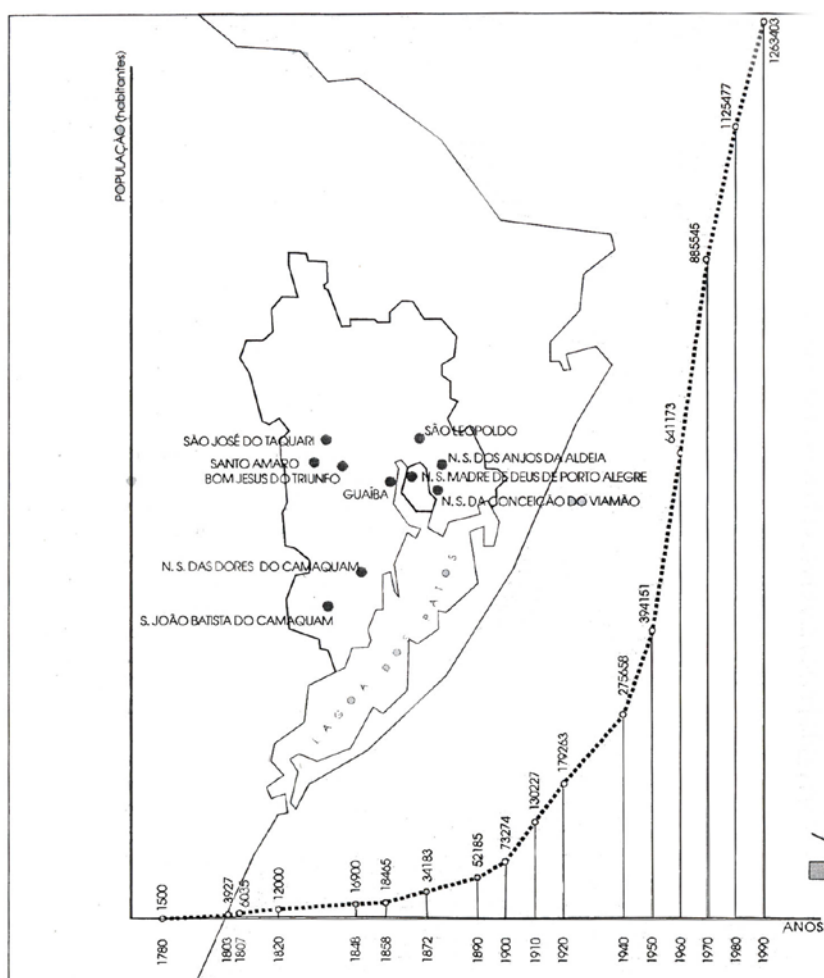 POPULAÇÃO (habitantes)
SÃO JOSÉ DO TAQUARI
SÃO LEOPOLDO
SANTO AMARO
N. S. DOS ANJOS DA ALDEIA
BOM JESUS DO TRIUNFO
N. S. MADRE DE DEUS DE PORTO ALEGRE
GUAÍBA
N. S. DA CONCEIÇÃO DO VIAMÃO
N. S. DAS DORES DO CAMAQUAM
S. JOÃO BATISTA DO CAMAQUAM
LAGOA DOS PATOS
1500
3927
6035
12000
16900
18465
34183
52185
73274
130227
179263
275658
394151
641173
885545
1125477
1263403
ANOS
1780
1803
1807
1820
1848
1858
1872
1890
1900
1910
1920
1940
1950
1960
1970
1980
1990